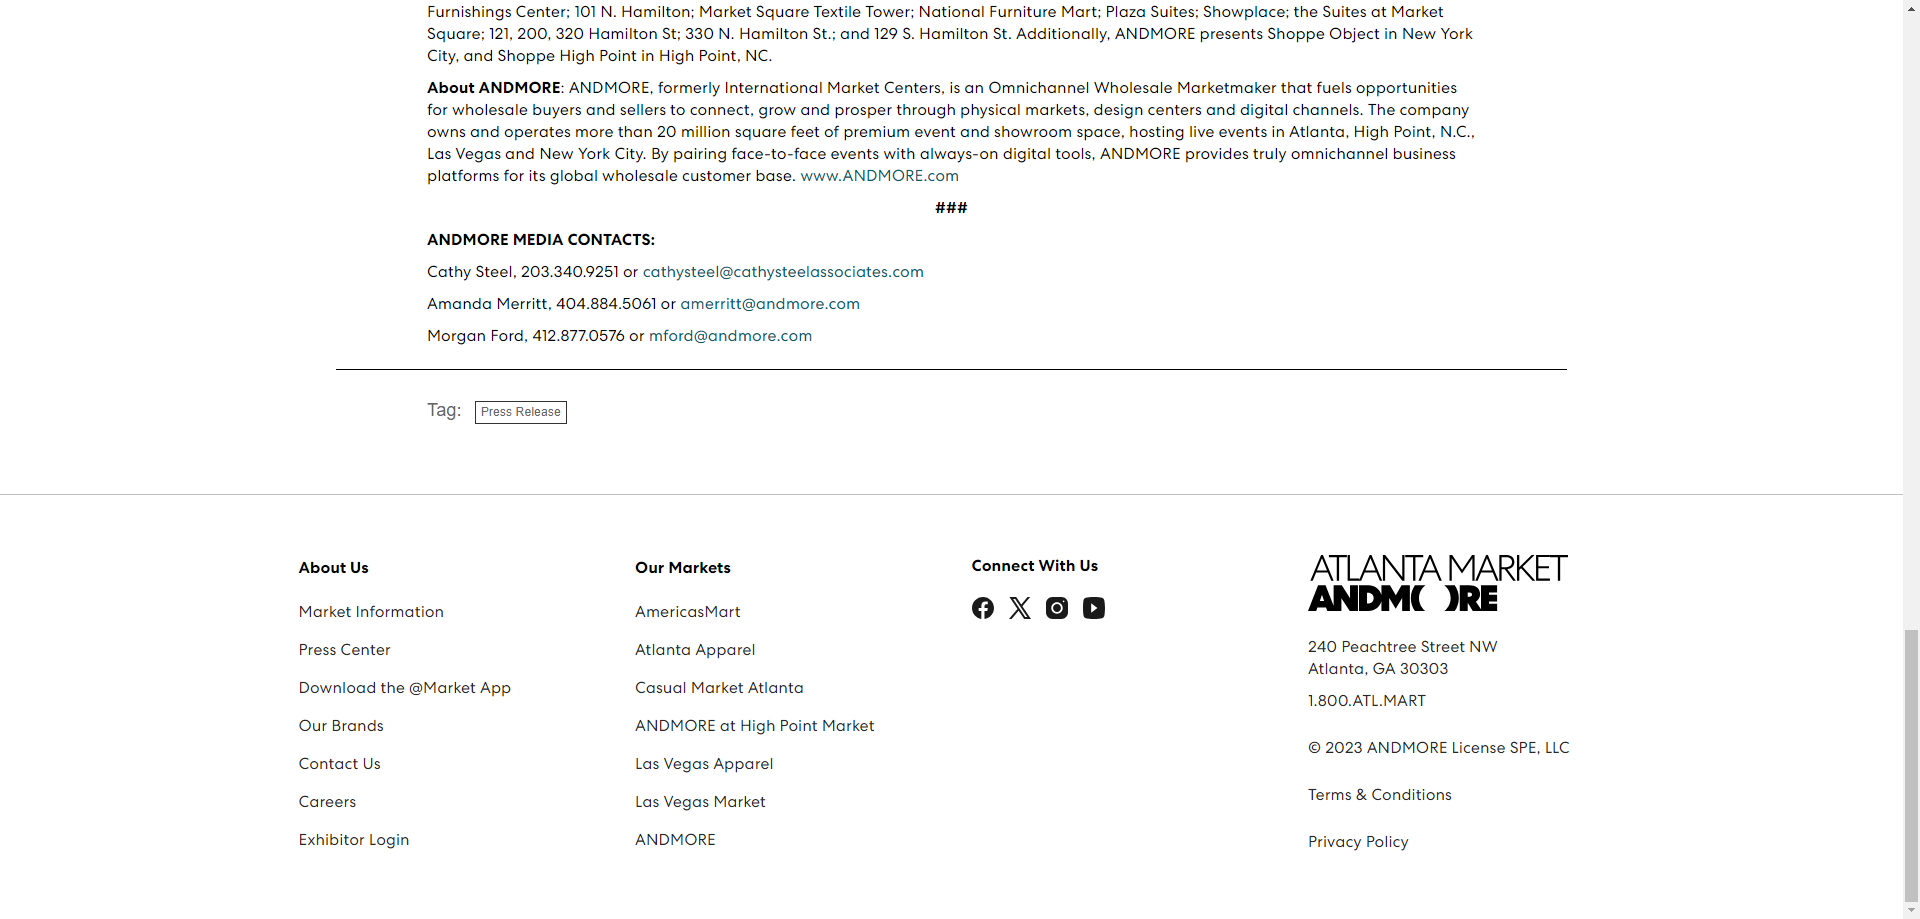 Furnishings Center; 101 N. Hamilton; Market Square Textile Tower; National Furniture Mart; Plaza Suites; Showplace; the Suites at Market
Square; 121, 200, 320 Hamilton St; 330 N. Hamilton St.; and 129 S. Hamilton St. Additionally, ANDMORE presents Shoppe Object in New York
City, and Shoppe High Point in High Point, NC.
About ANDMORE: ANDMORE, formerly International Market Centers, is an Omnichannel Wholesale Marketmaker that fuels opportunities
for wholesale buyers and sellers to connect, grow and prosper through physical markets, design centers and digital channels. The company
owns and operates more than 20 million square feet of premium event and showroom space, hosting live events in Atlanta, High Point, N.C.,
Las Vegas and New York City. By pairing face-to-face events with always-on digital tools, ANDMORE provides truly omnichannel business
platforms for its global wholesale customer base. www.ANDMORE.com
###
ANDMORE MEDIA CONTACTS:
Cathy Steel, 203.340.9251 or cathysteel@cathysteelassociates.com
Amanda Merritt, 404.884.5061 or amerritt@andmore.com
Morgan Ford, 412.877.0576 or mford@andmore.com
Tag: Press Release
About Us
Market Information
Press Center
Download the @Market App
Our Brands
Contact Us
Careers
Exhibitor Login
Our Markets
AmericasMart
Atlanta Apparel
Casual Market Atlanta
ANDMORE at High Point Market
Las Vegas Apparel
Las Vegas Market
ANDMORE
Connect With Us
ATLANTA MARKET
ANDM( )RE
240 Peachtree Street NW
Atlanta, GA 30303
1.800.ATL.MART
© 2023 ANDMORE License SPE, LLC
Terms & Conditions
Privacy Policy